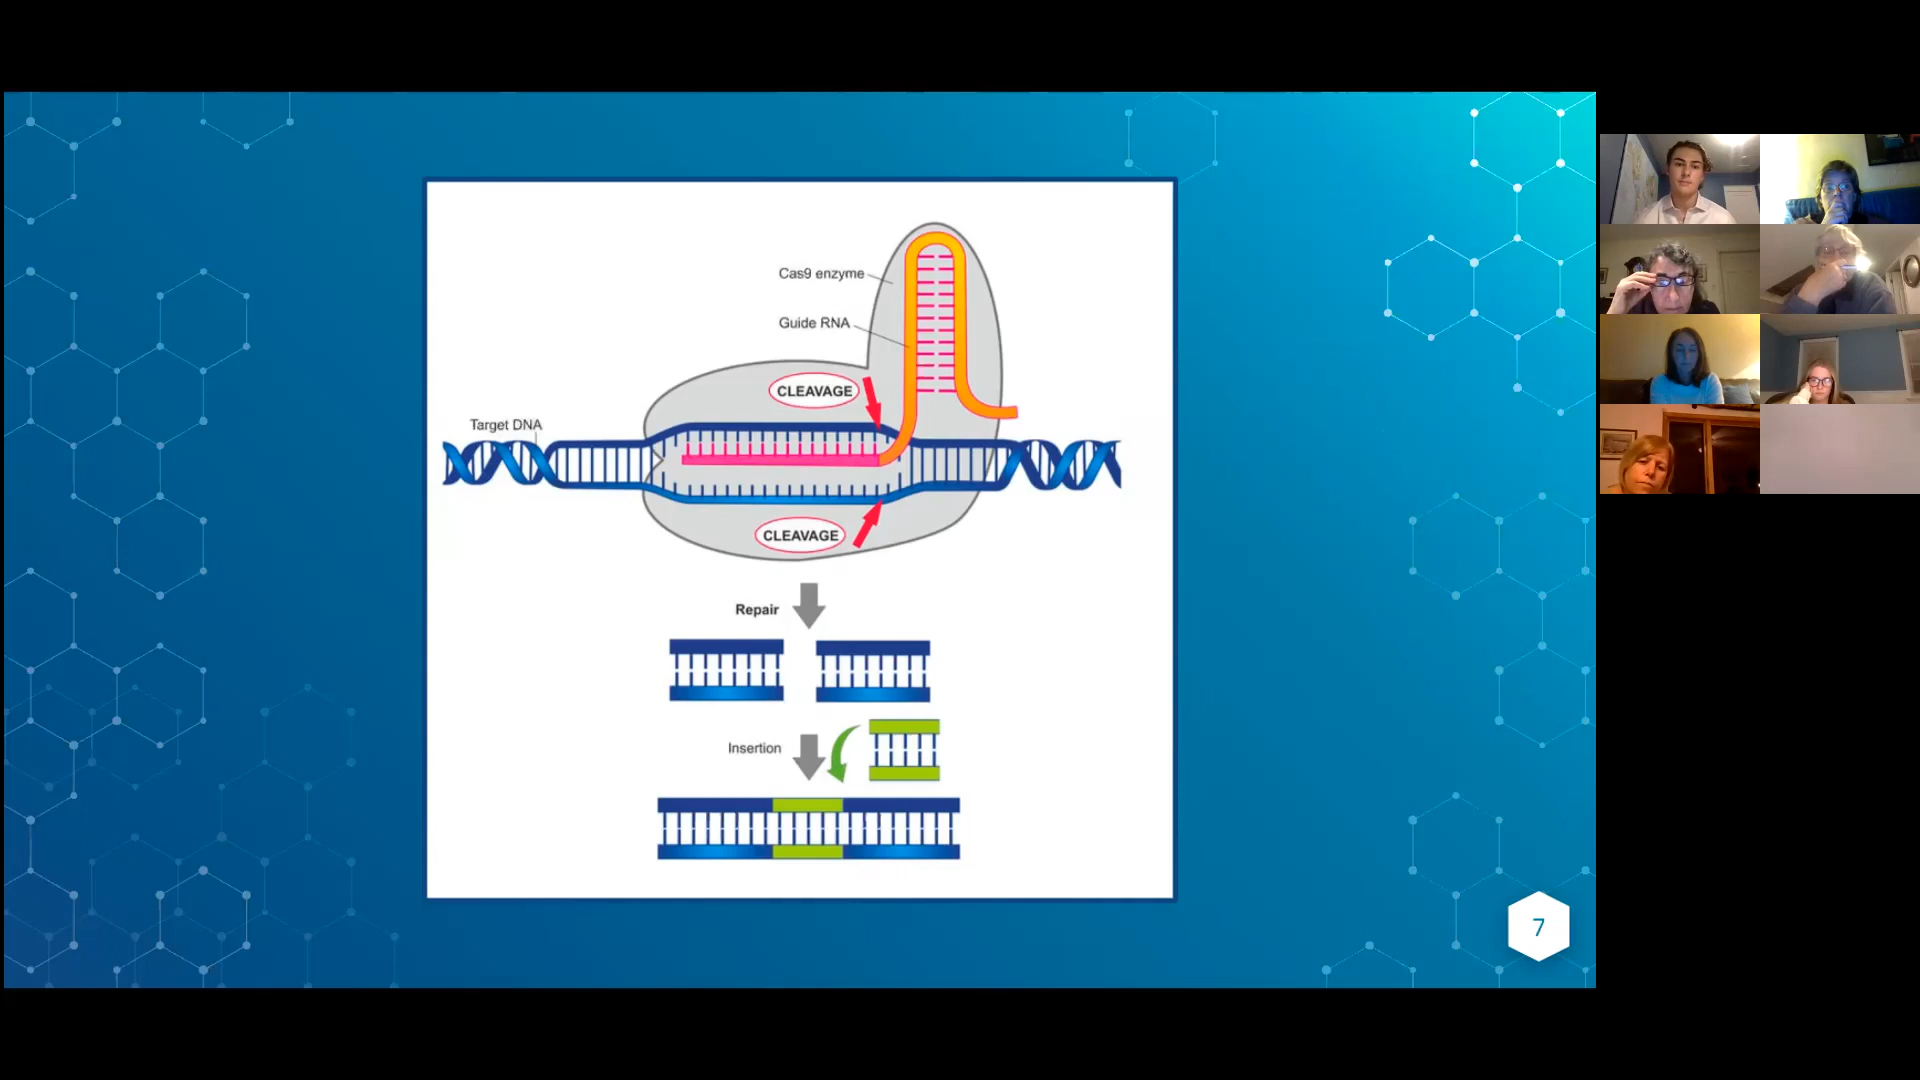 Cas9 enzyme
Guide RNA
CLEAVAGE
Target DNA
CLEAVAGE
Repair
Insertion
7